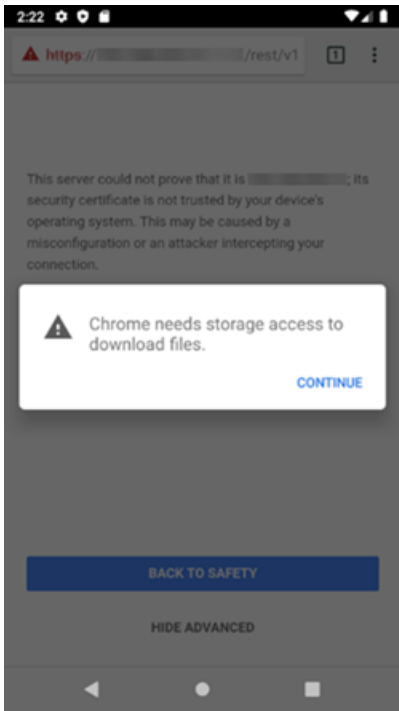 2:22
https:// /rest/v1 1
This server could not prove that it is ; its
security certificate is not trusted by your device's
operating system. This may be caused by a
misconfiguration or an attacker intercepting your
connection.
Chrome needs storage access to
download files.
CONTINUE
BACK TO SAFETY
HIDE ADVANCED